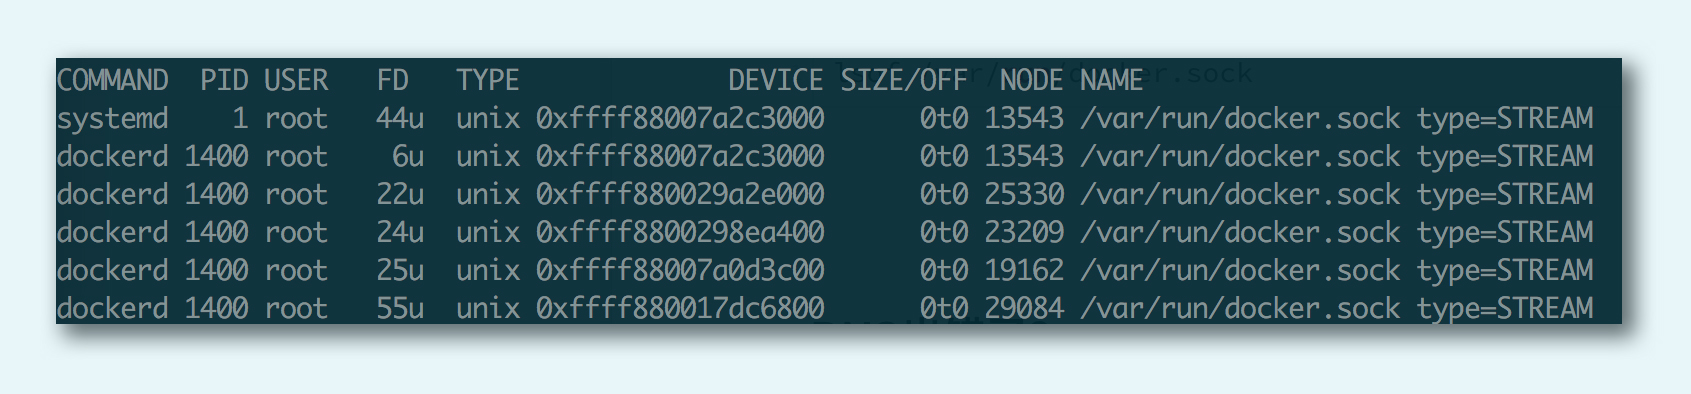 COMMAND PID USER FD TYPE DEVICE SIZE/OFF NODE NAME
systemd 1 root 44u unix 0xffff88007a2c3000 0t0 13543 /var/run/docker.sock type=STREAM
dockerd 1400 root 6u unix 0xffff88007a2c3000 0t0 13543 /var/run/docker.sock type=STREAM
dockerd 1400 root 22u unix 0xffff880029a2e000 0t0 25330 /var/run/docker.sock type=STREAM
dockerd 1400 root 24u unix 0xffff8800298ea400 0t0 23209 /var/run/docker.sock type=STREAM
dockerd 1400 root 25u unix 0xffff88007a0d3c00 0t0 19162 /var/run/docker.sock type=STREAM
dockerd 1400 root 55u unix 0xffff880017dc6800 0t0 29084 /var/run/docker.sock type=STREAM